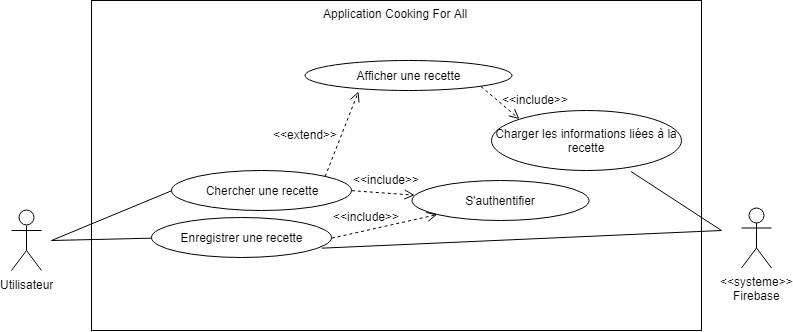 Application Cooking For All
Afficher une recette
<<include>>
Charger les informations liées à la
recette
<<extend>>
Chercher une recette
<<include>>
S'authentifier
<<include>>
Enregistrer une recette
Utilisateur
<<systeme>>
Firebase